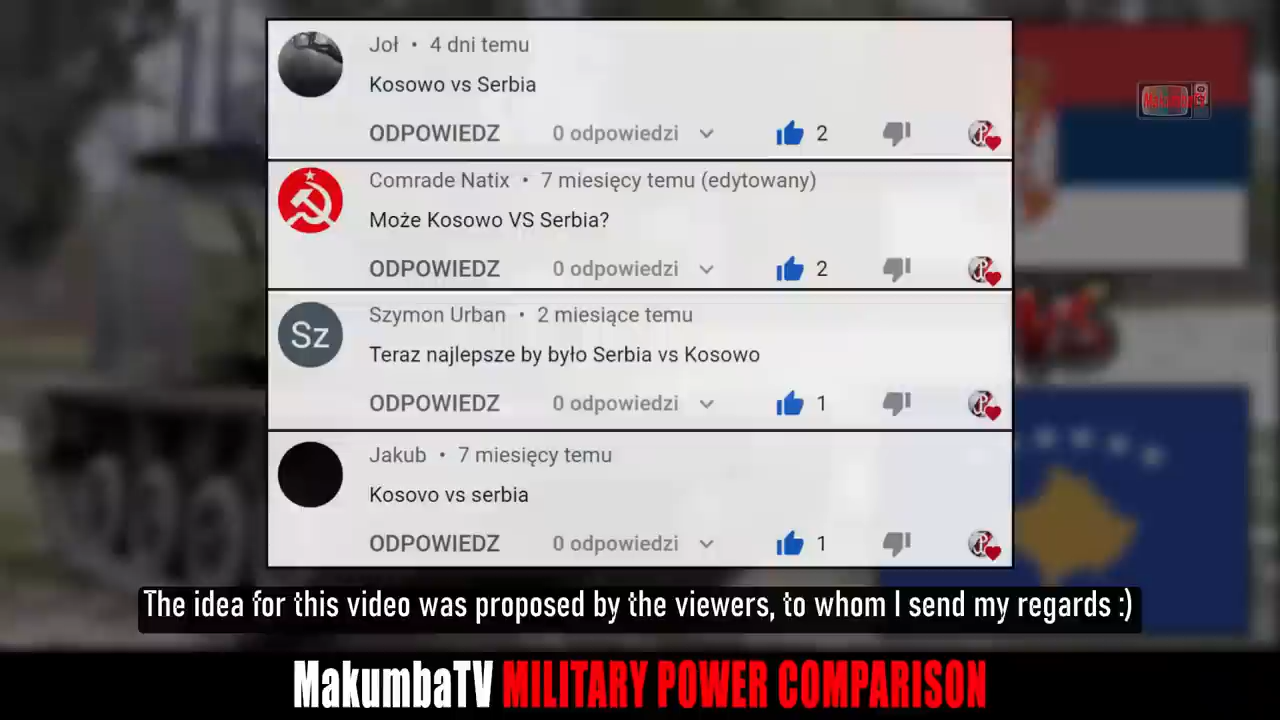 Joł • 4 dni temu
Kosowo vs Serbia
ODPOWIEDZ 0 odpowiedzi 2
Comrade Natix • 7 miesięcy temu (edytowany)
Może Kosowo VS Serbia?
ODPOWIEDZ 0 odpowiedzi 2
Sz
Szymon Urban • 2 miesiące temu
Teraz najlepsze by było Serbia vs Kosowo
ODPOWIEDZ 0 odpowiedzi 1
Jakub • 7 miesięcy temu
Kosovo vs serbia
ODPOWIEDZ 0 odpowiedzi 1
The idea for this video was proposed by the viewers, to whom I send my regards :)
MakumbaTV MILITARY POWER COMPARISON